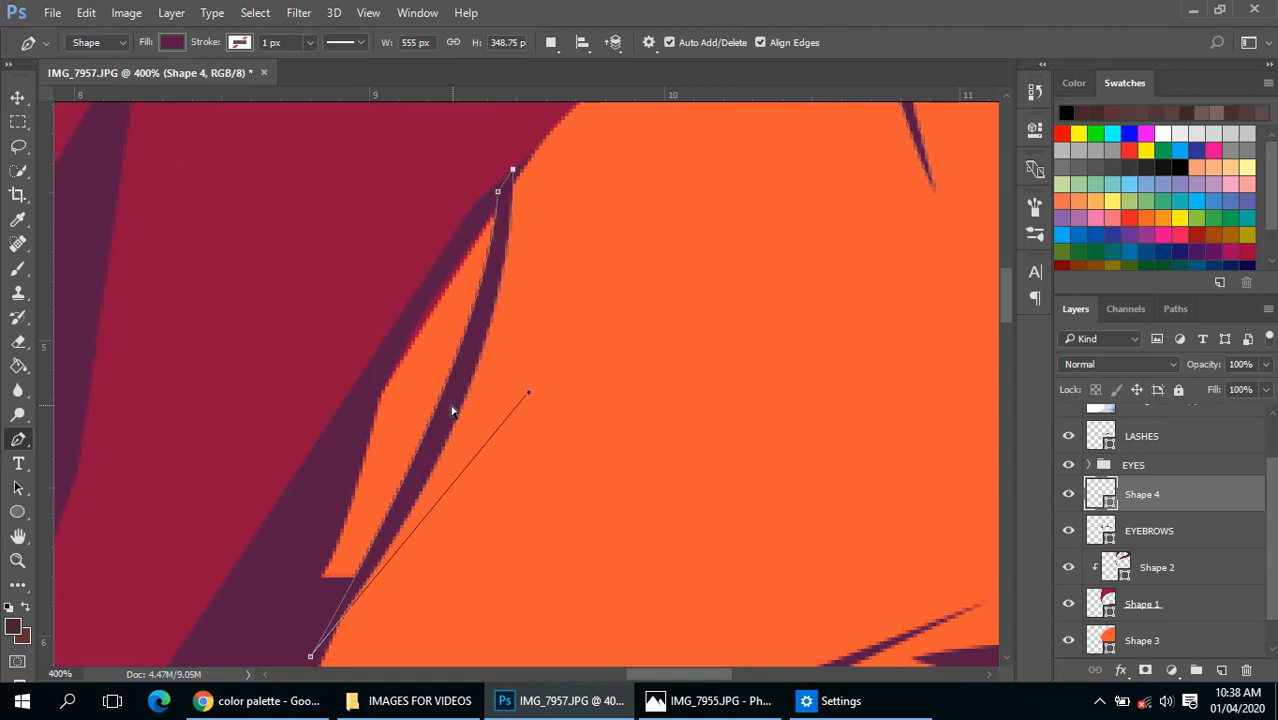 Ps File Edit Image Layer Type Select Filter 3D View Window Help
Shape Fill: Stroke: 1 px W: 555 px H: 348.75 p Auto Add/Delete Align Edges
IMG_7957.JPG @ 400% (Shape 4, RGB/8) * ×
8 9 10 11
5
6
Color Swatches
A
Layers Channels Paths
Kind
Normal Opacity: 100%
Lock: Fill: 100%
LASHES
EYES
Shape 4
EYEBROWS
Shape 2
Shape 1
Shape 3
fx
T
400% Doc: 4.47M/9.05M
color palette - Goo...
IMAGES FOR VIDEOS
Ps IMG_7957.JPG @ 40...
IMG_7955.JPG - Ph...
Settings
10:38 AM
01/04/2020